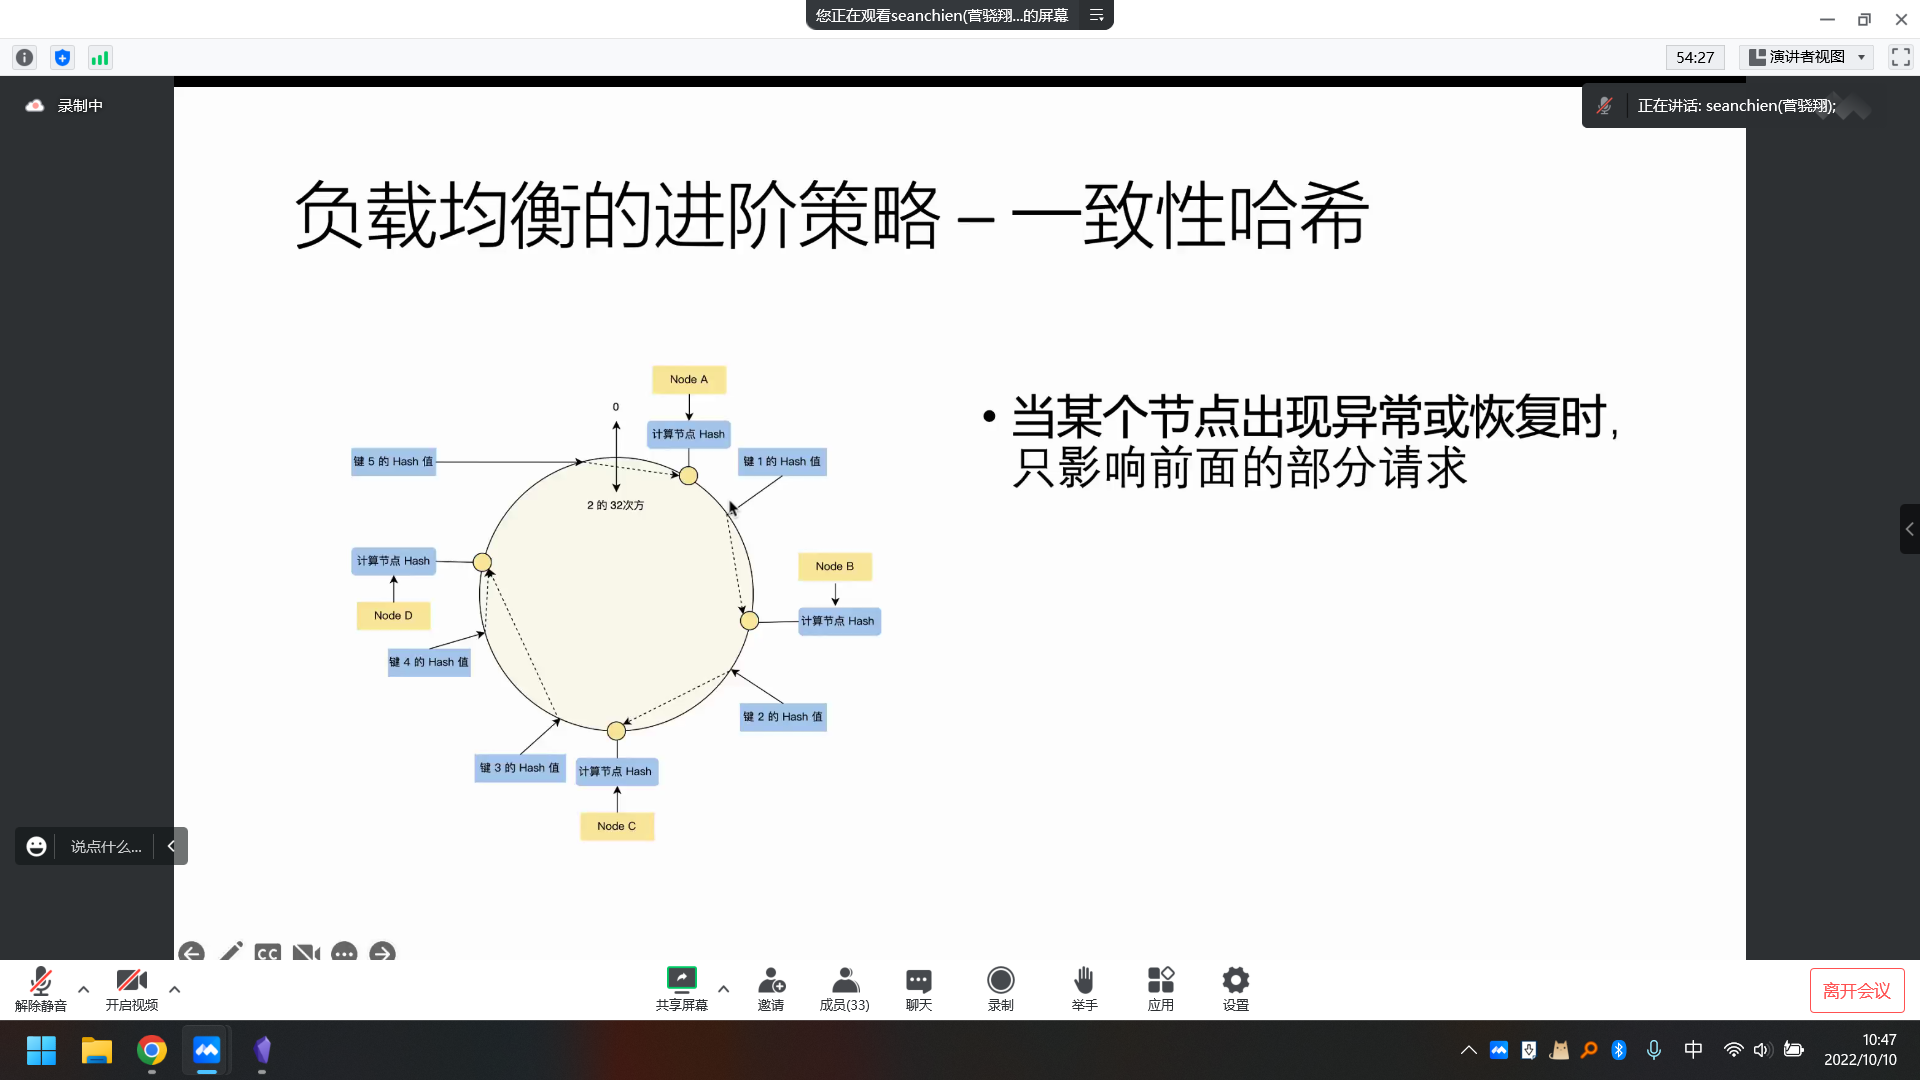 您正在观看seanchien(菅骁翔...的屏幕
54:27
演讲者视图
录制中
正在讲话: seanchien(菅骁翔);
负载均衡的进阶策略 – 一致性哈希
Node A
0
计算节点 Hash
键 5 的 Hash 值
键 1 的 Hash 值
2 的 32次方
计算节点 Hash
Node B
Node D
计算节点 Hash
键 4 的 Hash 值
键 2 的 Hash 值
键 3 的 Hash 值
计算节点 Hash
Node C
• 当某个节点出现异常或恢复时,
只影响前面的部分请求
说点什么...
CC
解除静音
开启视频
共享屏幕
邀请
成员(33)
聊天
录制
举手
应用
设置
离开会议
中
10:47
2022/10/10